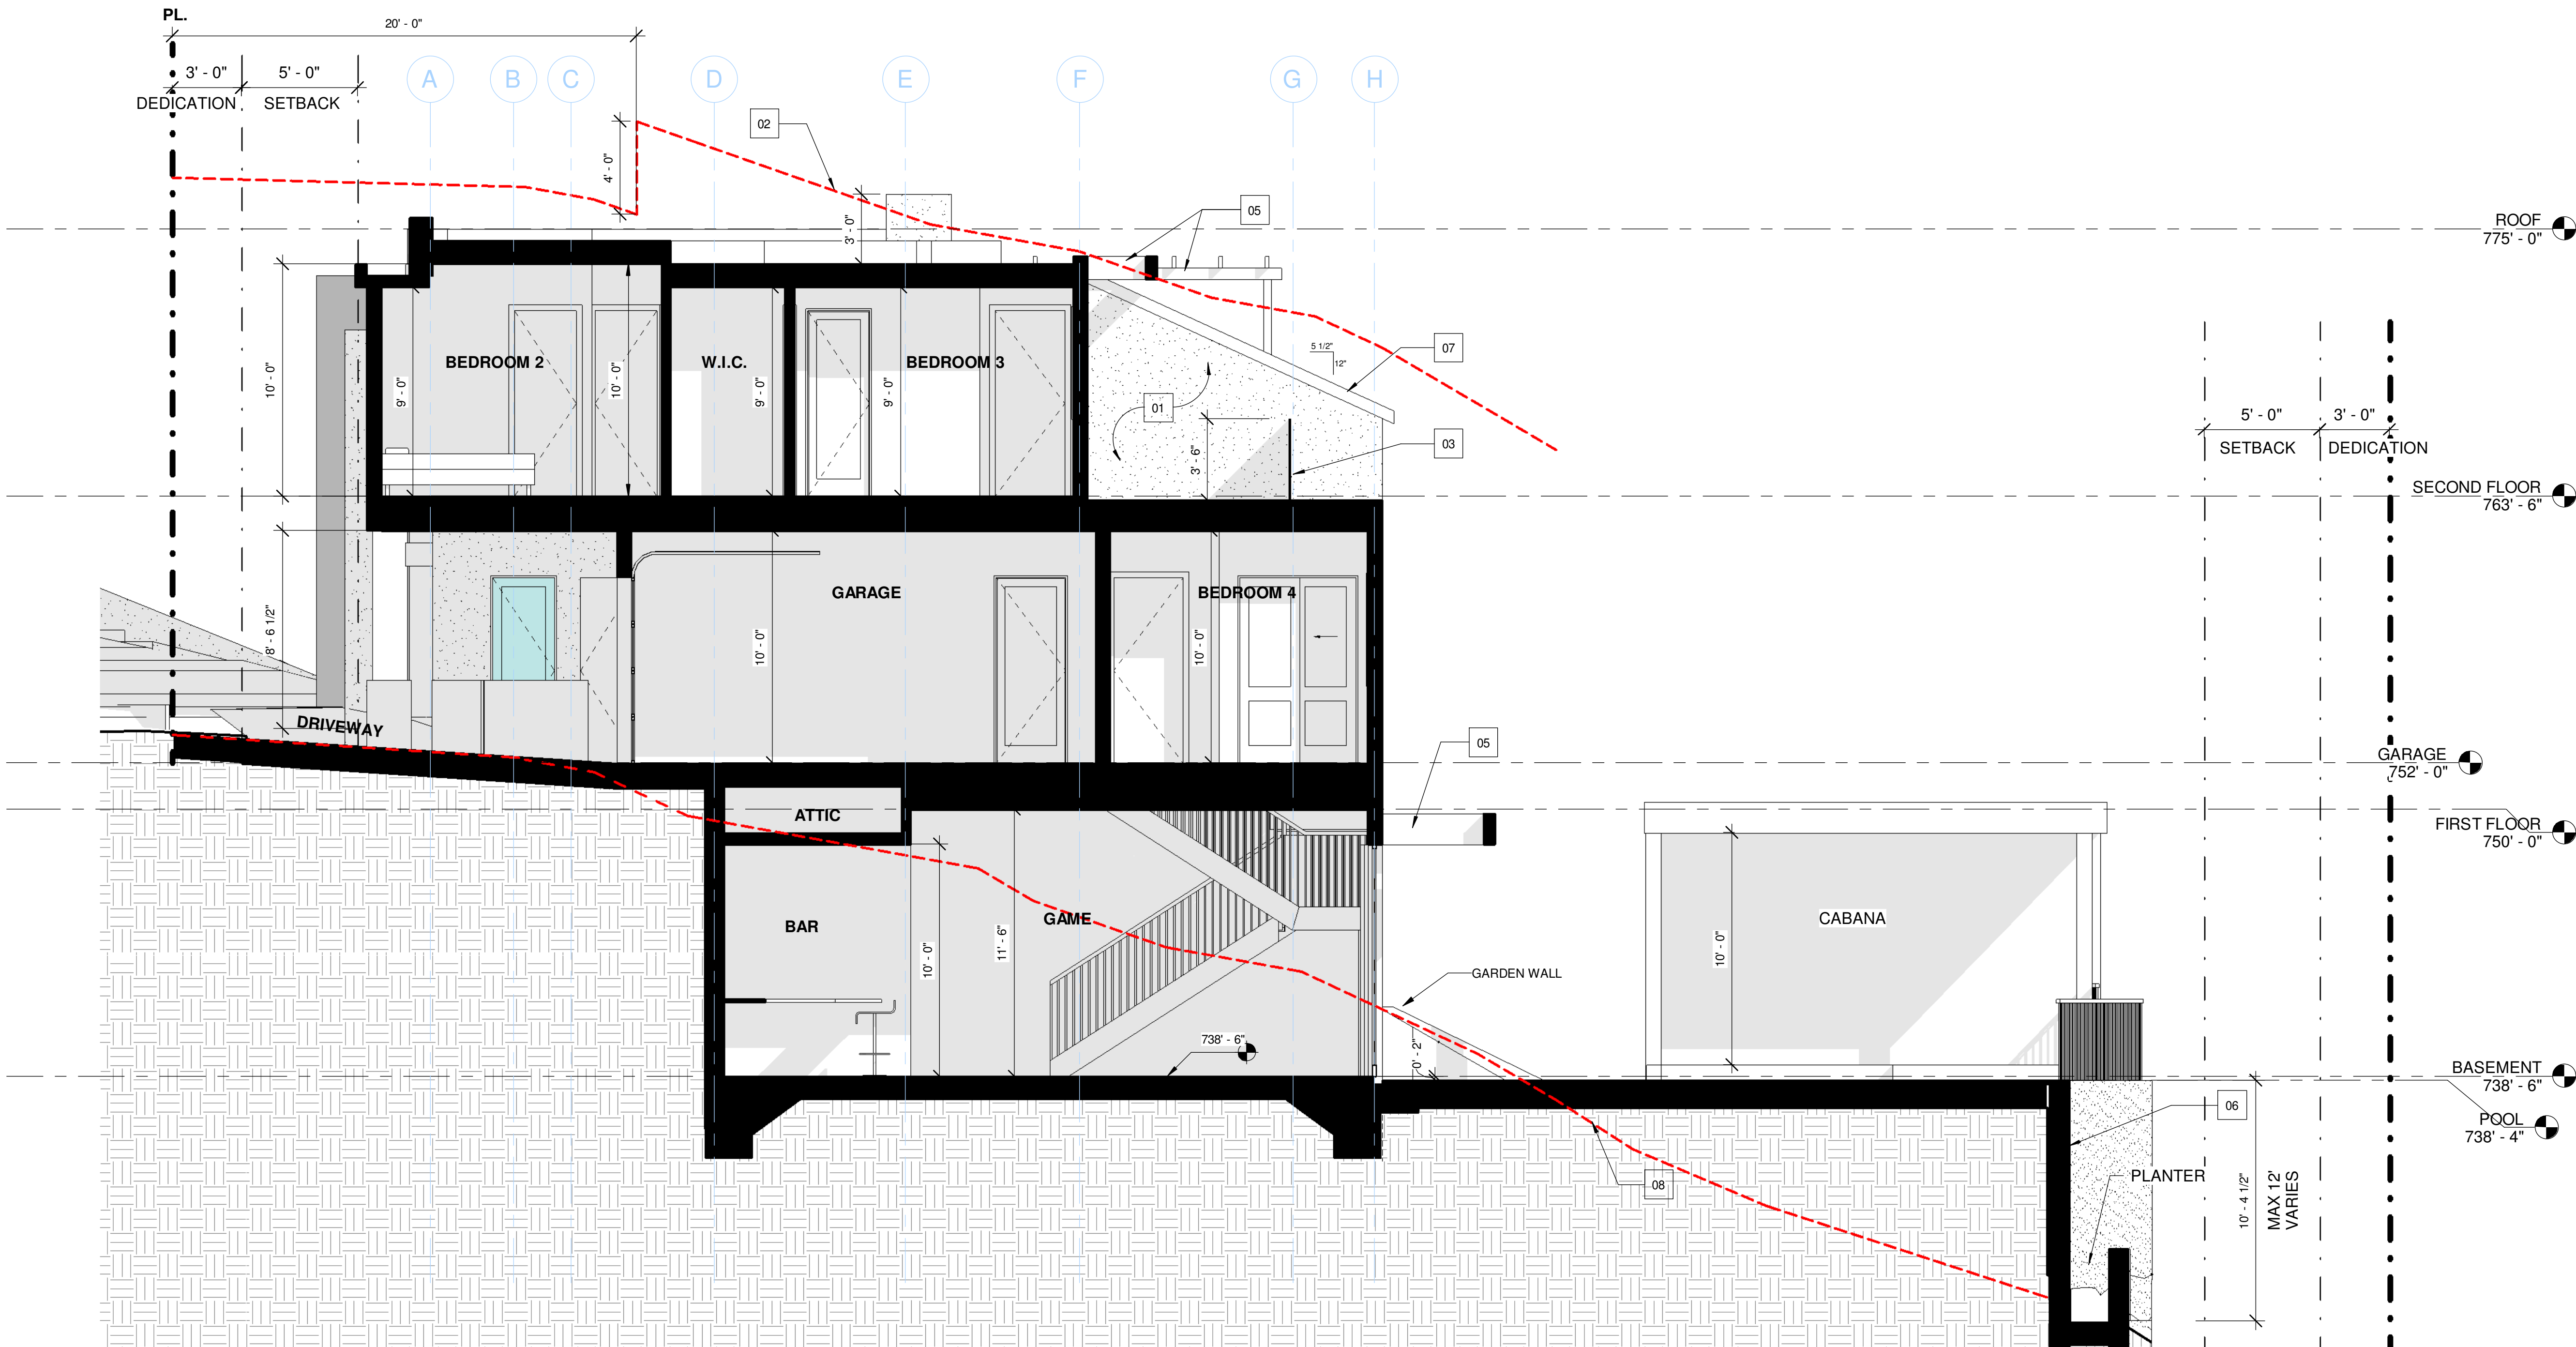 PL.
20' - 0"
3' - 0"
5' - 0"
DEDICATION
SETBACK
A
B
C
D
E
F
G
H
02
4' - 0"
3' - 0"
05
ROOF
775' - 0"
10' - 0"
9' - 0"
BEDROOM 2
10' - 0"
W.I.C.
9' - 0"
9' - 0"
BEDROOM 3
5 1/2"
12"
07
01
03
3' - 6"
5' - 0"
3' - 0"
SETBACK
DEDICATION
SECOND FLOOR
763' - 6"
8' - 6 1/2"
GARAGE
10' - 0"
BEDROOM 4
10' - 0"
DRIVEWAY
05
GARAGE
752' - 0"
ATTIC
FIRST FLOOR
750' - 0"
BAR
10' - 0"
11' - 6"
GAME
CABANA
10' - 0"
GARDEN WALL
738' - 6"
0' - 2"
BASEMENT
738' - 6"
06
POOL
738' - 4"
08
PLANTER
10' - 4 1/2"
MAX 12'
VARIES